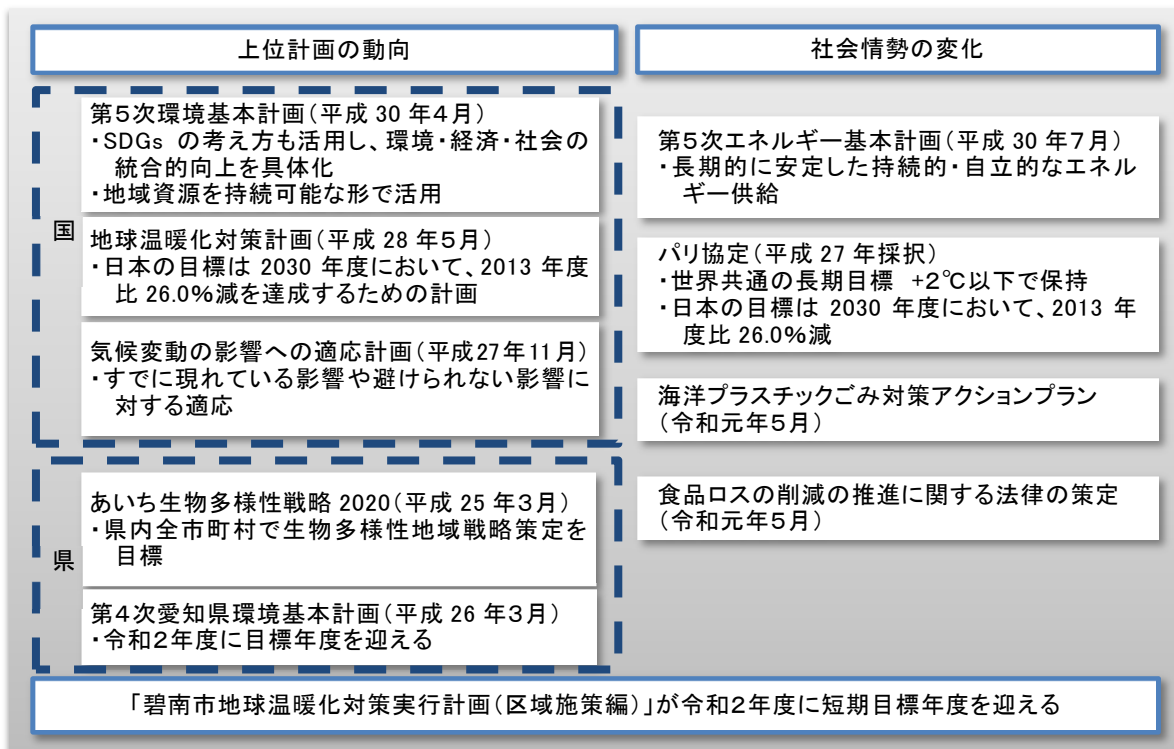 上位計画の動向
国
第5次環境基本計画(平成 30 年4月)
・SDGs の考え方も活用し、環境・経済・社会の
統合的向上を具体化
・地域資源を持続可能な形で活用
地球温暖化対策計画(平成 28 年5月)
・日本の目標は 2030 年度において、2013 年度
比 26.0%減を達成するための計画
気候変動の影響への適応計画(平成27年11月)
・すでに現れている影響や避けられない影響に
対する適応
県
あいち生物多様性戦略 2020(平成 25 年3月)
・県内全市町村で生物多様性地域戦略策定を
目標
第4次愛知県環境基本計画(平成 26 年3月)
・令和2年度に目標年度を迎える
社会情勢の変化
第5次エネルギー基本計画(平成 30 年7月)
・長期的に安定した持続的・自立的なエネル
ギー供給
パリ協定(平成 27 年採択)
・世界共通の長期目標 +2℃以下で保持
・日本の目標は 2030 年度において、2013 年
度比 26.0%減
海洋プラスチックごみ対策アクションプラン
(令和元年5月)
食品ロスの削減の推進に関する法律の策定
(令和元年5月)
「碧南市地球温暖化対策実行計画(区域施策編)」が令和2年度に短期目標年度を迎える